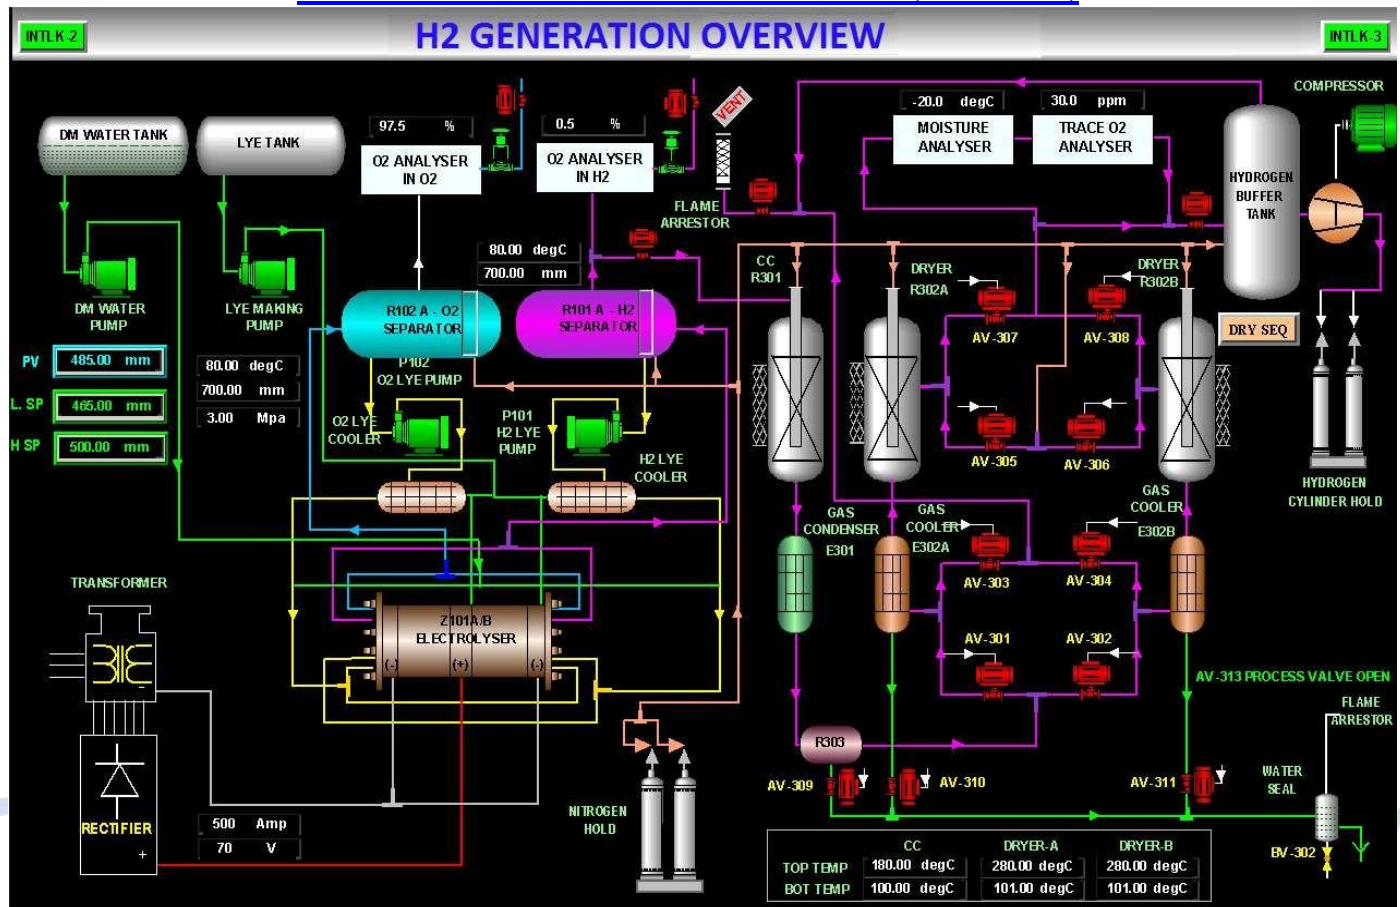 INTLK-2
H2 GENERATION OVERVIEW
INTLK-3
DM WATER TANK
LYE TANK
97.5 %
O2 ANALYSER
IN O2
0.5 %
O2 ANALYSER
IN H2
VENT
FLAME
ARRESTOR
-20.0 degC
MOISTURE
ANALYSER
30.0 ppm
TRACE O2
ANALYSER
HYDROGEN
BUFFER
TANK
COMPRESSOR
DM WATER
PUMP
LYE MAKING
PUMP
80.00 degC
700.00 mm
R102 A - O2
SEPARATOR
R101 A - H2
SEPARATOR
CC
R301
DRYER
R302A
DRYER
R302B
AV-307
AV-308
DRY SEQ
PV
485.00 mm
L. SP
465.00 mm
H SP
500.00 mm
80.00 degC
700.00 mm
3.00 Mpa
P102
O2 LYE PUMP
O2 LYE
COOLER
P101
H2 LYE
PUMP
H2 LYE
COOLER
AV-305
AV-306
HYDROGEN
CYLINDER HOLD
GAS
CONDENSER
E301
GAS
COOLER
E302A
GAS
COOLER
E302B
AV-303
AV-304
TRANSFORMER
Z101A/B
ELECTROLYSER
(-)
(+)
(-)
AV-301
AV-302
AV-313 PROCESS VALVE OPEN
FLAME
ARRESTOR
-
RECTIFIER
+
500 Amp
70 V
NITROGEN
HOLD
R303
AV-309
AV-310
AV-311
WATER
SEAL
BV-302
CC DRYER-A DRYER-B
TOP TEMP 180.00 degC 280.00 degC 280.00 degC
BOT TEMP 100.00 degC 101.00 degC 101.00 degC